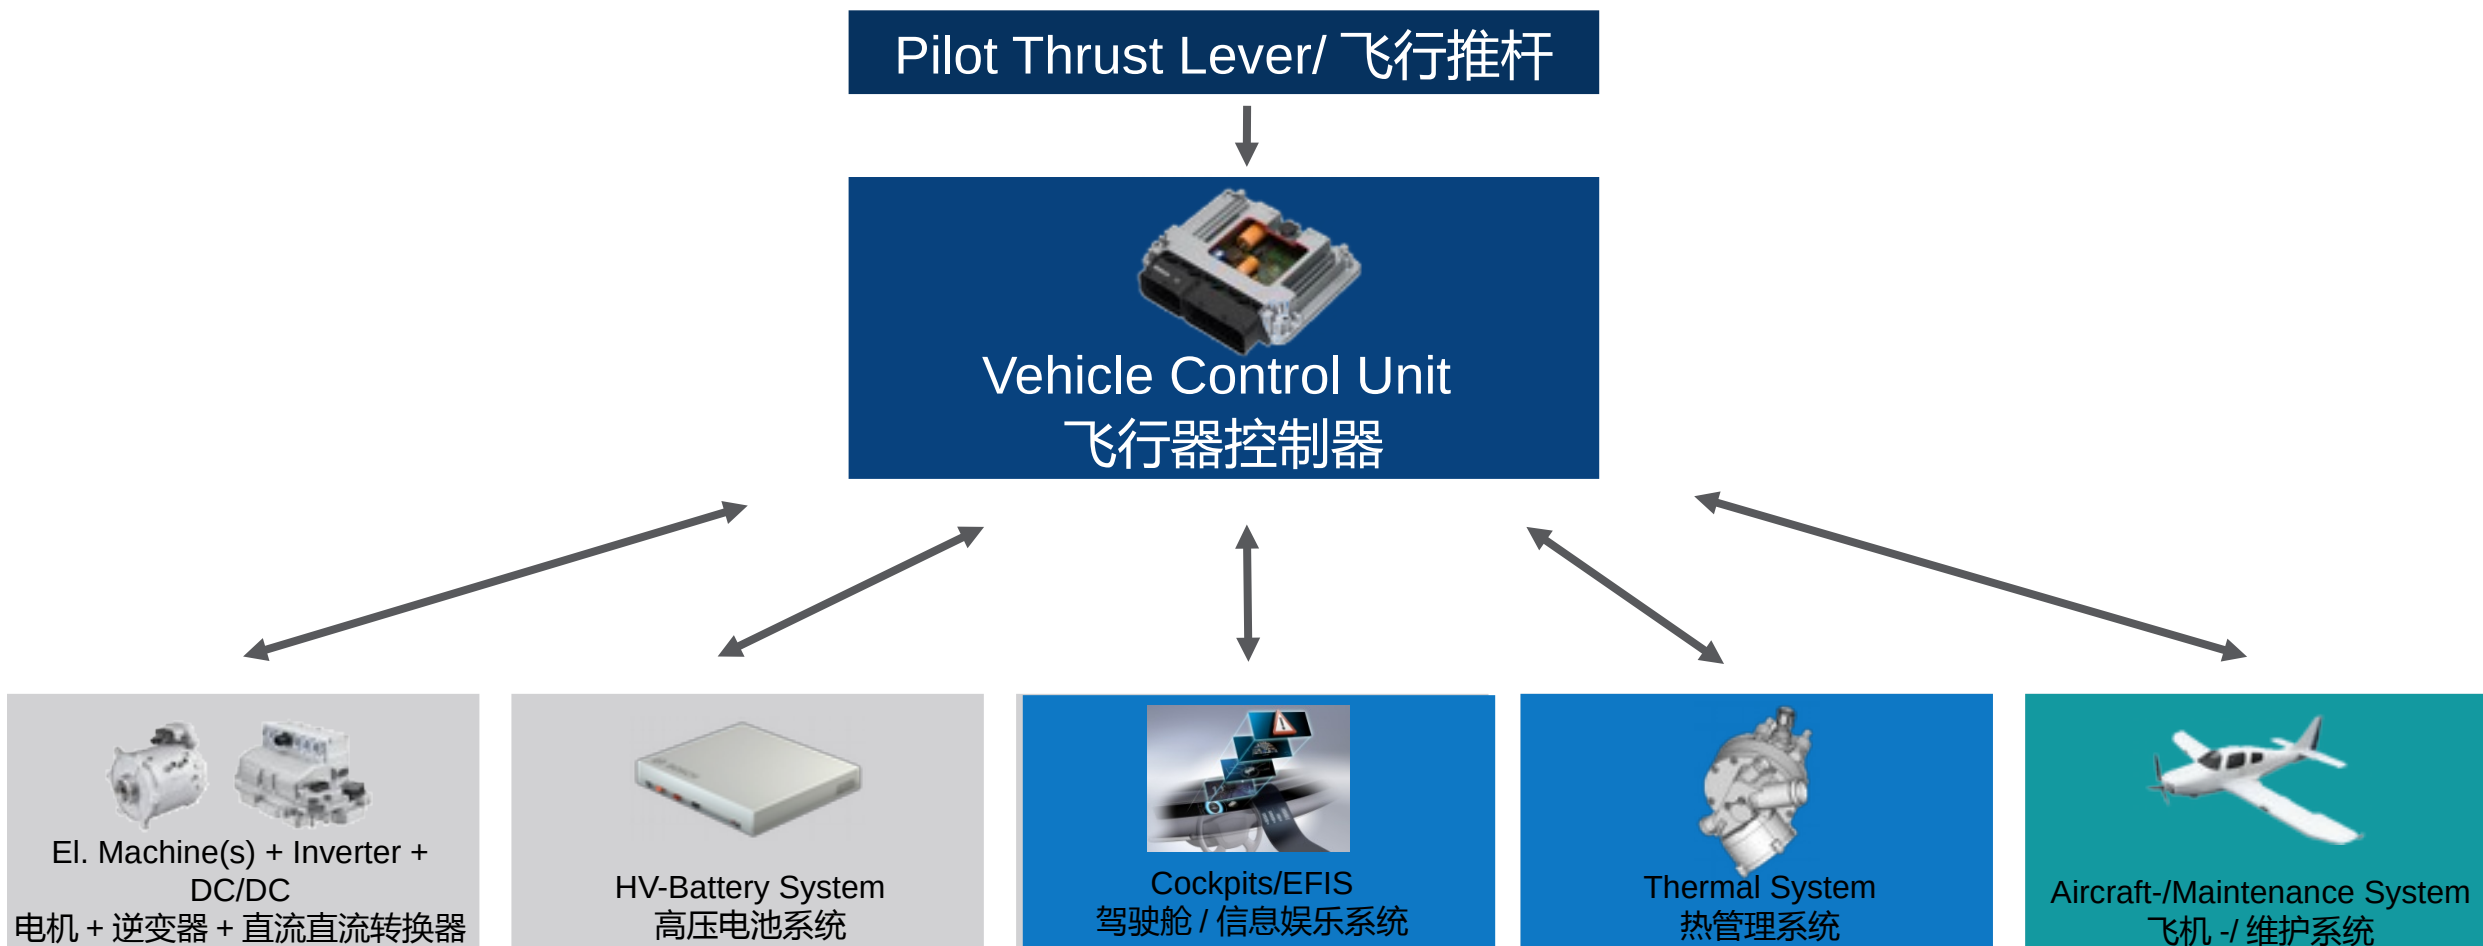 Pilot Thrust Lever/ 飞行推杆
Vehicle Control Unit
飞行器控制器
El. Machine(s) + Inverter +
DC/DC
电机 + 逆变器 + 直流直流转换器
HV-Battery System
高压电池系统
Cockpits/EFIS
驾驶舱 / 信息娱乐系统
Thermal System
热管理系统
Aircraft-/Maintenance System
飞机 -/ 维护系统